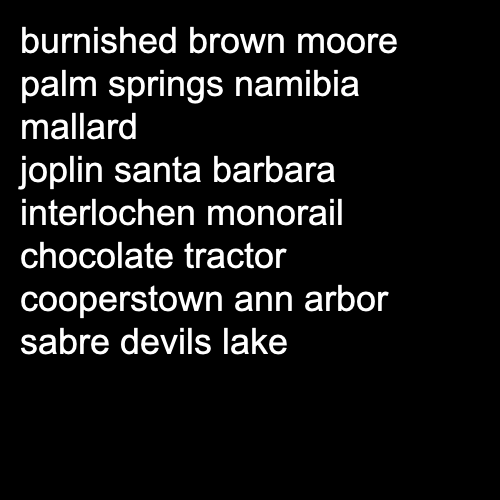 burnished brown moore
palm springs namibia
mallard
joplin santa barbara
interlochen monorail
chocolate tractor
cooperstown ann arbor
sabre devils lake